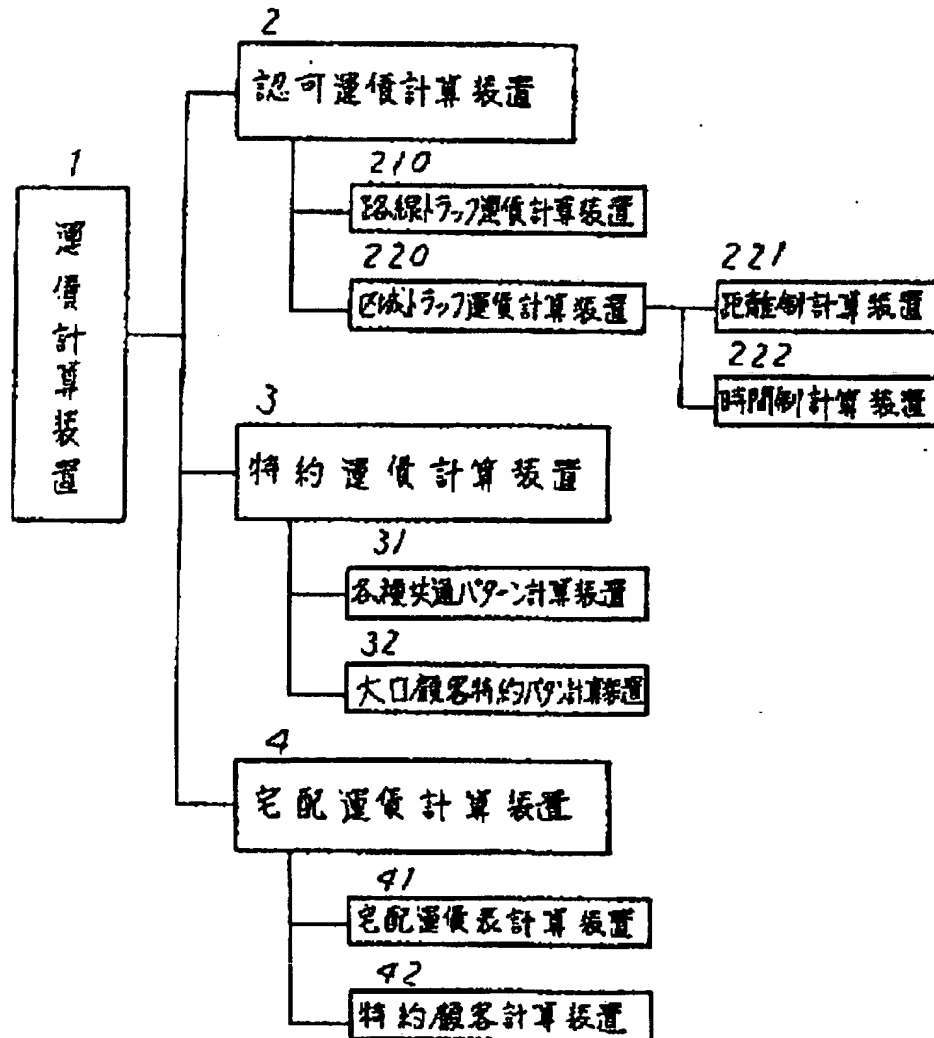 2
認可運賃計算装置
1
運賃計算装置
210
路線トラック運賃計算装置
220
区域トラック運賃計算装置
221
距離制計算装置
222
時間制計算装置
3
特約運賃計算装置
31
各種共通パターン計算装置
32
大口顧客特約パタン計算装置
4
宅配運賃計算装置
41
宅配運賃表計算装置
42
特約顧客計算装置